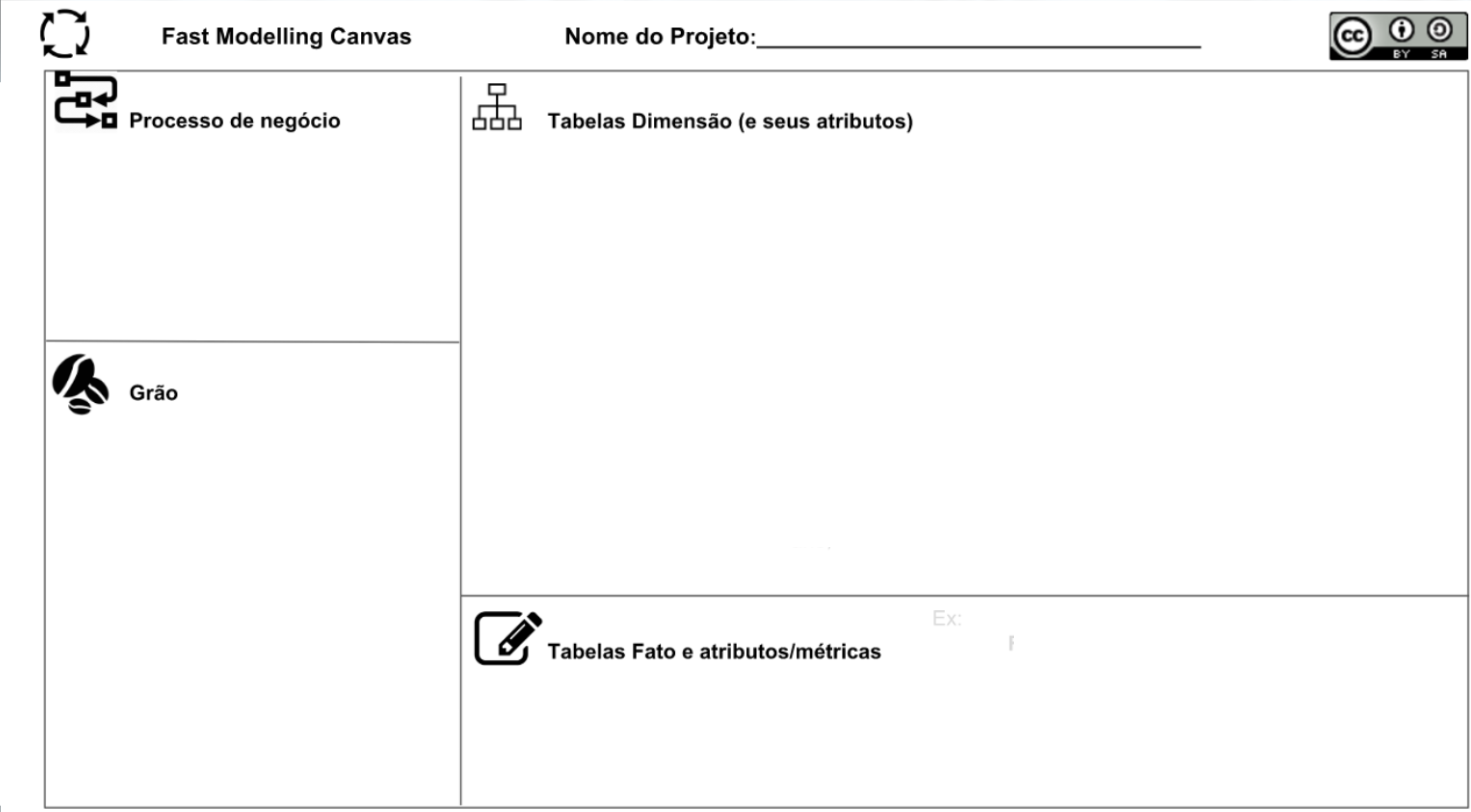 Fast Modelling Canvas
Nome do Projeto:
cc
BY SA
Processo de negócio
Tabelas Dimensão (e seus atributos)
Grão
Ex:
Tabelas Fato e atributos/métricas